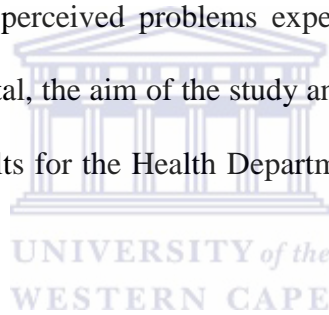 perceived problems expe
tal, the aim of the study an
lts for the Health Departm
UNIVERSITY of the
WESTERN CAPE